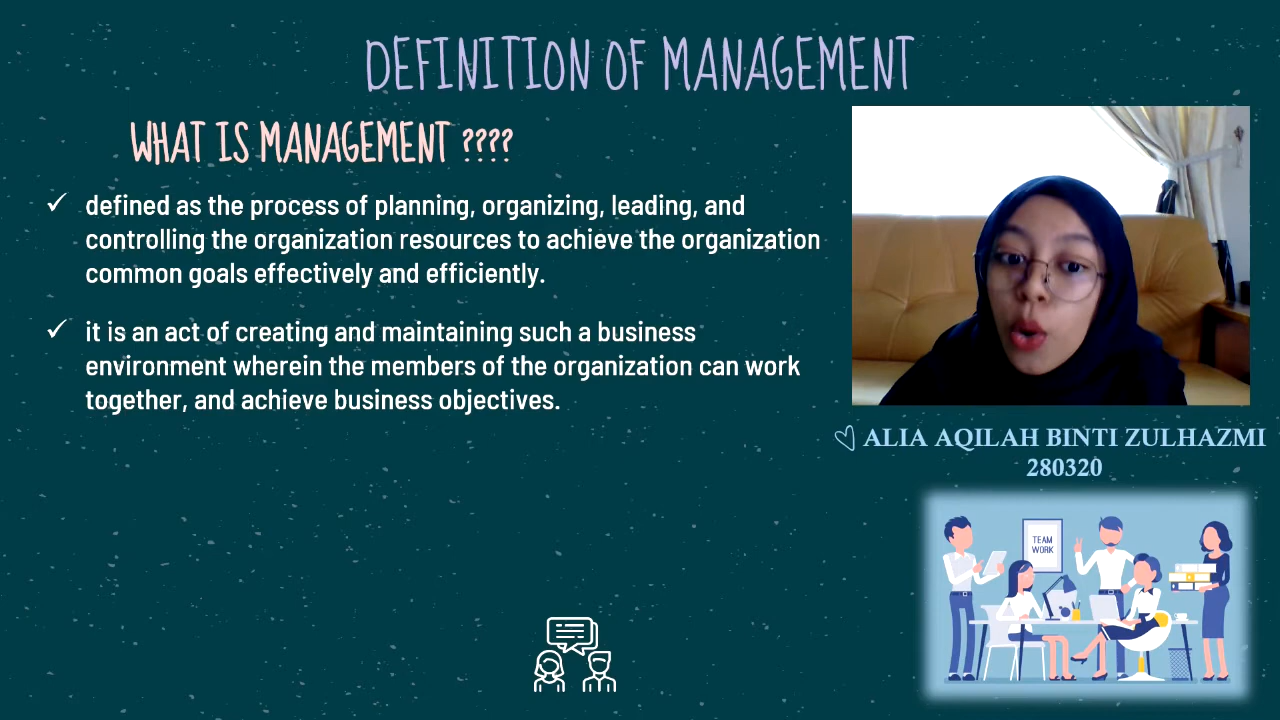 DEFINITION OF MANAGEMENT
WHAT IS MANAGEMENT ????
defined as the process of planning, organizing, leading, and
controlling the organization resources to achieve the organization
common goals effectively and efficiently.
it is an act of creating and maintaining such a business
environment wherein the members of the organization can work
together, and achieve business objectives.
ALIA AQILAH BINTI ZULHAZMI
280320
TEAM
WORK